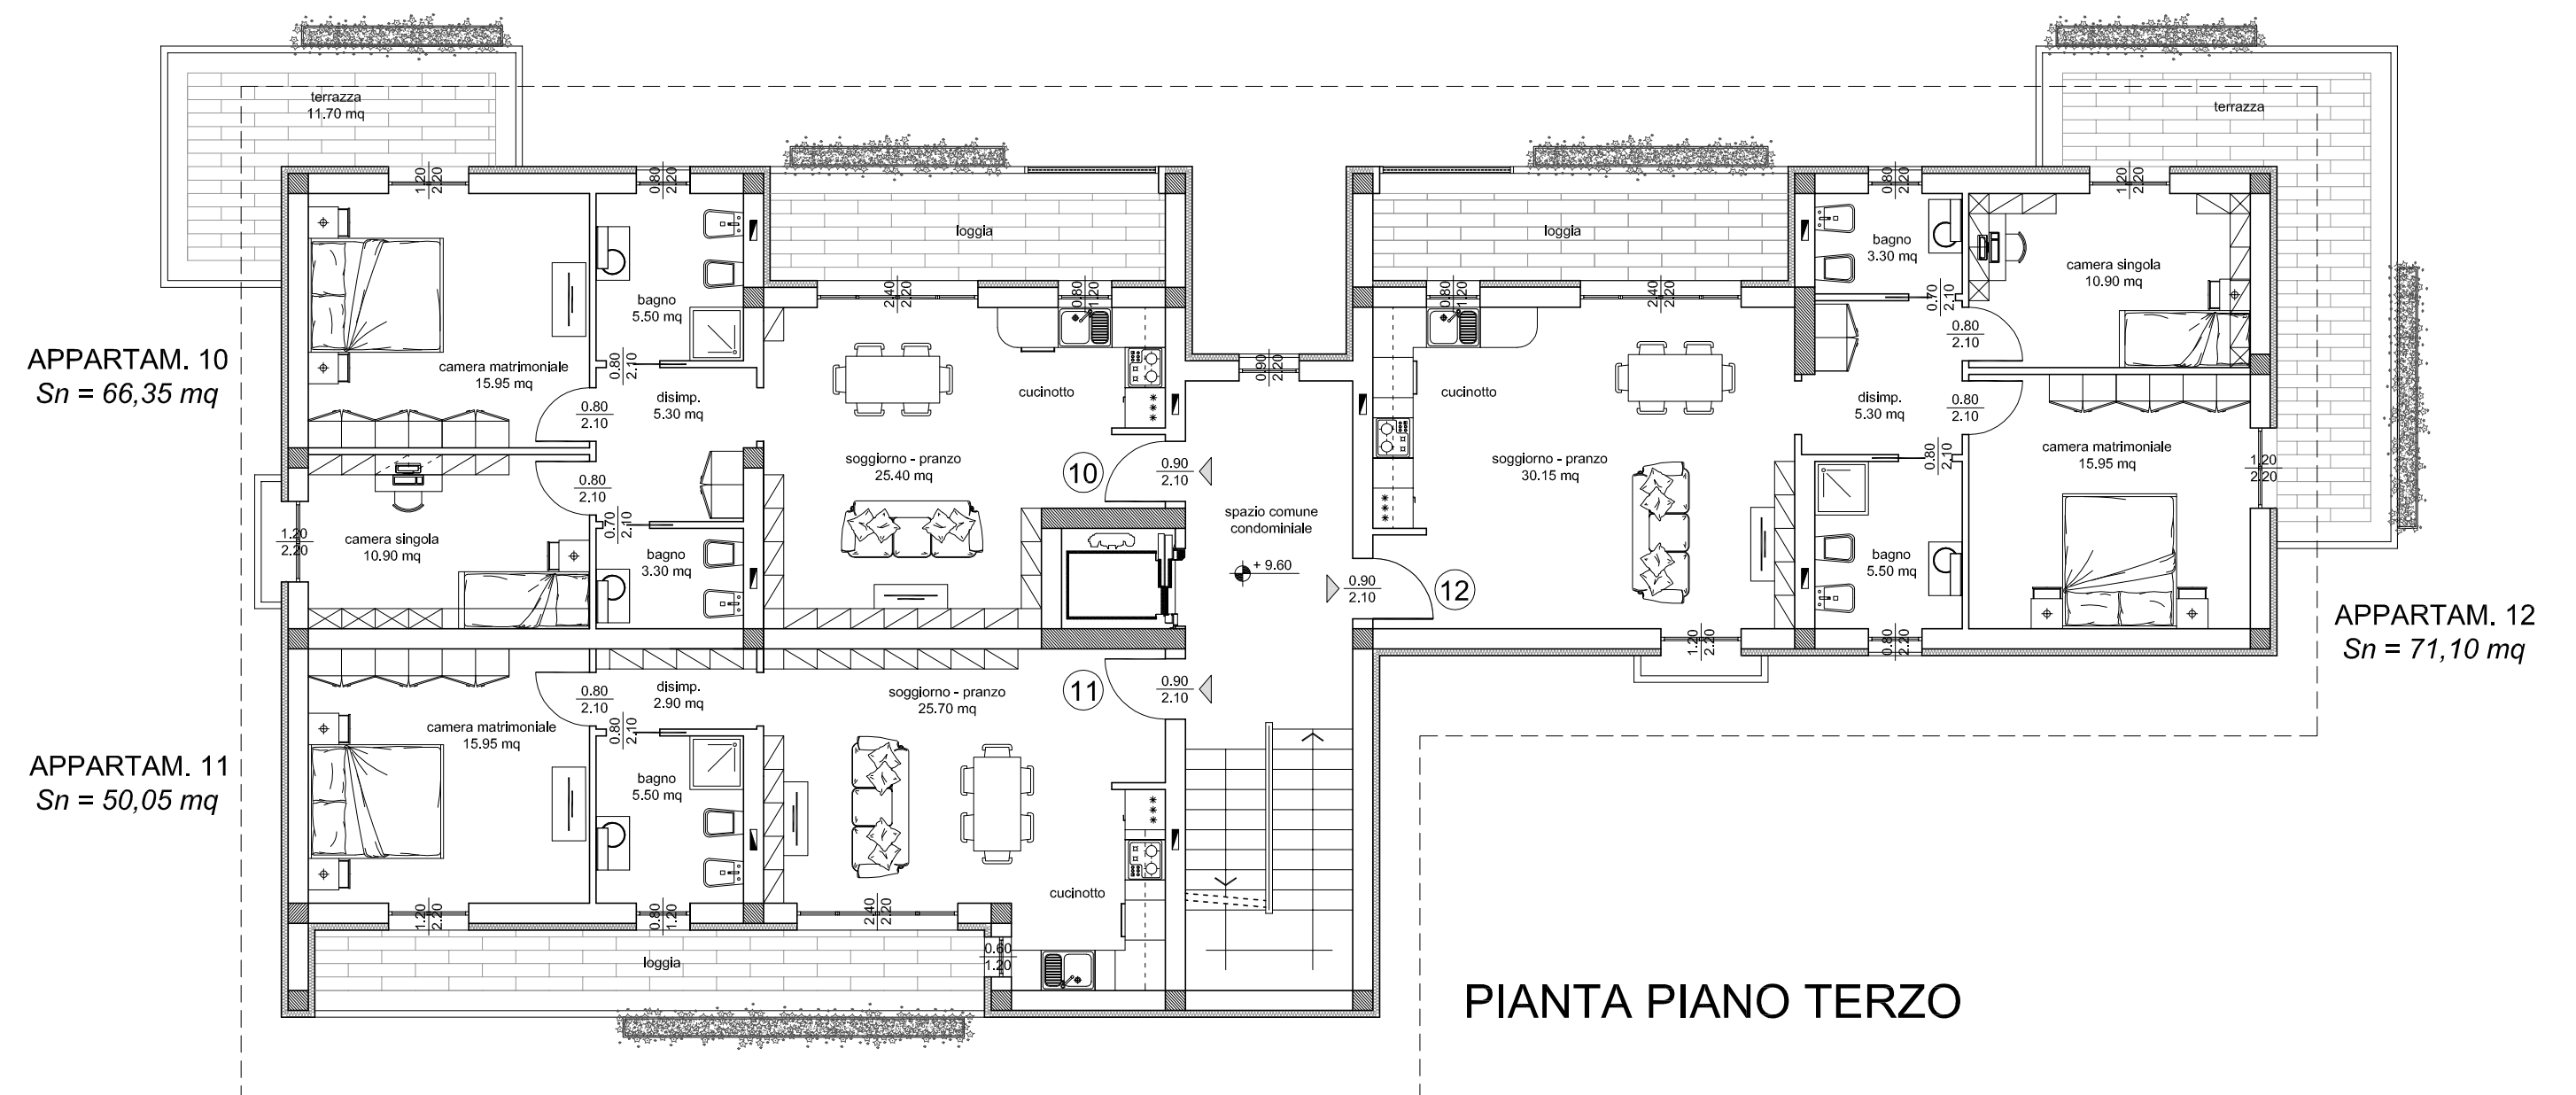 terrazza
11.70 mq
terrazza
1.20
2.20
0.80
2.20
0.80
2.20
1.20
2.20
loggia
loggia
bagno
3.30 mq
camera singola
10.90 mq
bagno
5.50 mq
2.40
2.20
0.80
1.20
0.80
1.20
2.40
2.20
0.70
2.10
0.80
2.10
APPARTAM. 10
Sn = 66,35 mq
camera matrimoniale
15.95 mq
0.80
2.10
0.90
2.20
cucinotto
cucinotto
disimp.
5.30 mq
0.80
2.10
disimp.
5.30 mq
0.80
2.10
soggiorno - pranzo
25.40 mq
10
0.90
2.10
soggiorno - pranzo
30.15 mq
0.80
2.10
camera matrimoniale
15.95 mq
1.20
2.20
0.80
2.10
0.70
2.10
1.20
2.20
camera singola
10.90 mq
bagno
3.30 mq
spazio comune
condominiale
+ 9.60
0.90
2.10
12
bagno
5.50 mq
1.20
2.20
0.80
2.20
APPARTAM. 12
Sn = 71,10 mq
0.80
2.10
disimp.
2.90 mq
soggiorno - pranzo
25.70 mq
11
0.90
2.10
camera matrimoniale
15.95 mq
0.80
2.10
APPARTAM. 11
Sn = 50,05 mq
bagno
5.50 mq
cucinotto
1.20
2.20
0.80
1.20
2.40
2.20
0.60
1.20
loggia
PIANTA PIANO TERZO